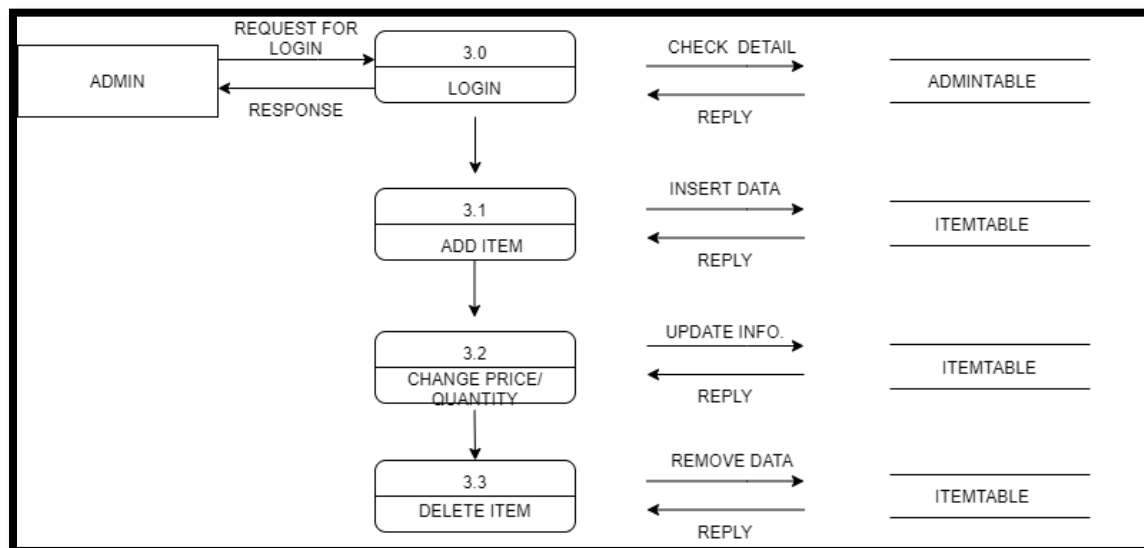 REQUEST FOR
LOGIN
ADMIN
RESPONSE
3.0
LOGIN
CHECK DETAIL
REPLY
ADMINTABLE
3.1
ADD ITEM
INSERT DATA
REPLY
ITEMTABLE
3.2
CHANGE PRICE/
QUANTITY
UPDATE INFO.
REPLY
ITEMTABLE
3.3
DELETE ITEM
REMOVE DATA
REPLY
ITEMTABLE